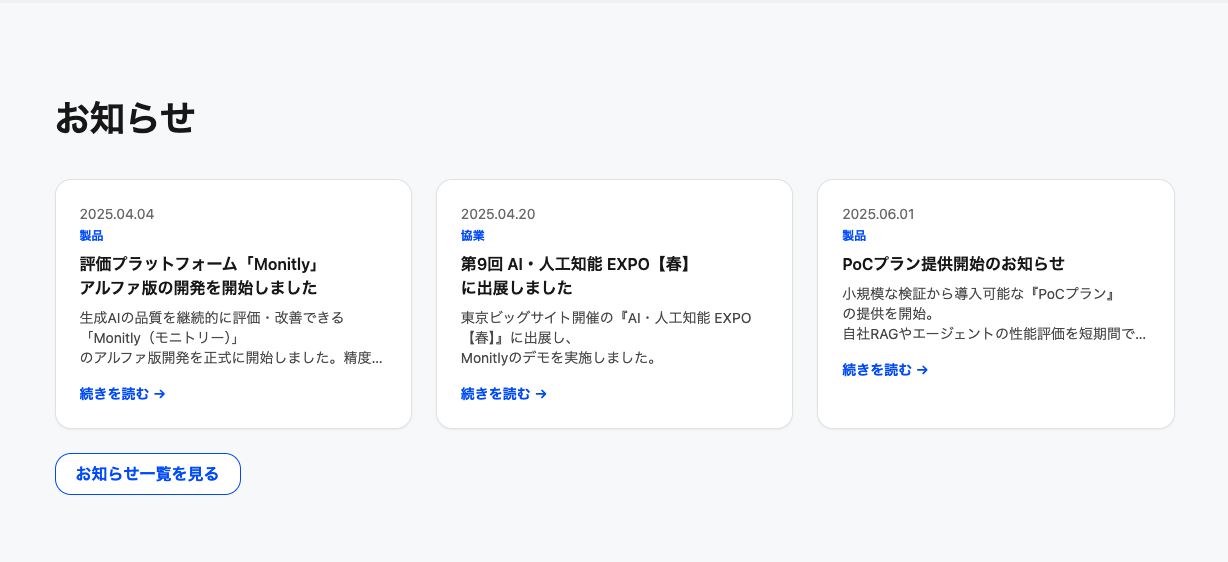 お知らせ
2025.04.04
製品
評価プラットフォーム「Monitly」
アルファ版の開発を開始しました
生成AIの品質を継続的に評価・改善できる
「Monitly（モニトリー）」
のアルファ版開発を正式に開始しました。精度...
続きを読む →
2025.04.20
協業
第9回 AI・人工知能 EXPO【春】
に出展しました
東京ビッグサイト開催の『AI・人工知能 EXPO
【春】』に出展し、
Monitlyのデモを実施しました。
続きを読む →
2025.06.01
製品
PoCプラン提供開始のお知らせ
小規模な検証から導入可能な『PoCプラン』
の提供を開始。
自社RAGやエージェントの性能評価を短期間で...
続きを読む →
お知らせ一覧を見る